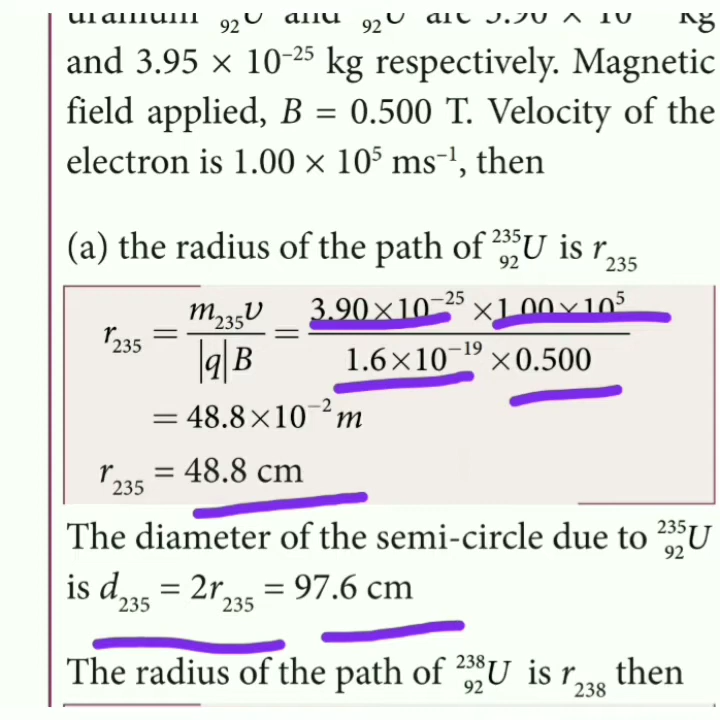 and 3.95 × 10⁻²⁵ kg respectively. Magnetic
field applied, B = 0.500 T. Velocity of the
electron is 1.00 × 10⁵ ms⁻¹, then
(a) the radius of the path of ²³⁵₉₂U is r₂₃₅
r₂₃₅ = m₂₃₅υ / |q|B = 3.90×10⁻²⁵ ×1.00×10⁵ / 1.6×10⁻¹⁹ ×0.500
= 48.8×10⁻² m
r₂₃₅ = 48.8 cm
The diameter of the semi-circle due to ²³⁵₉₂U
is d₂₃₅ = 2r₂₃₅ = 97.6 cm
The radius of the path of ²³⁸₉₂U is r₂₃₈ then